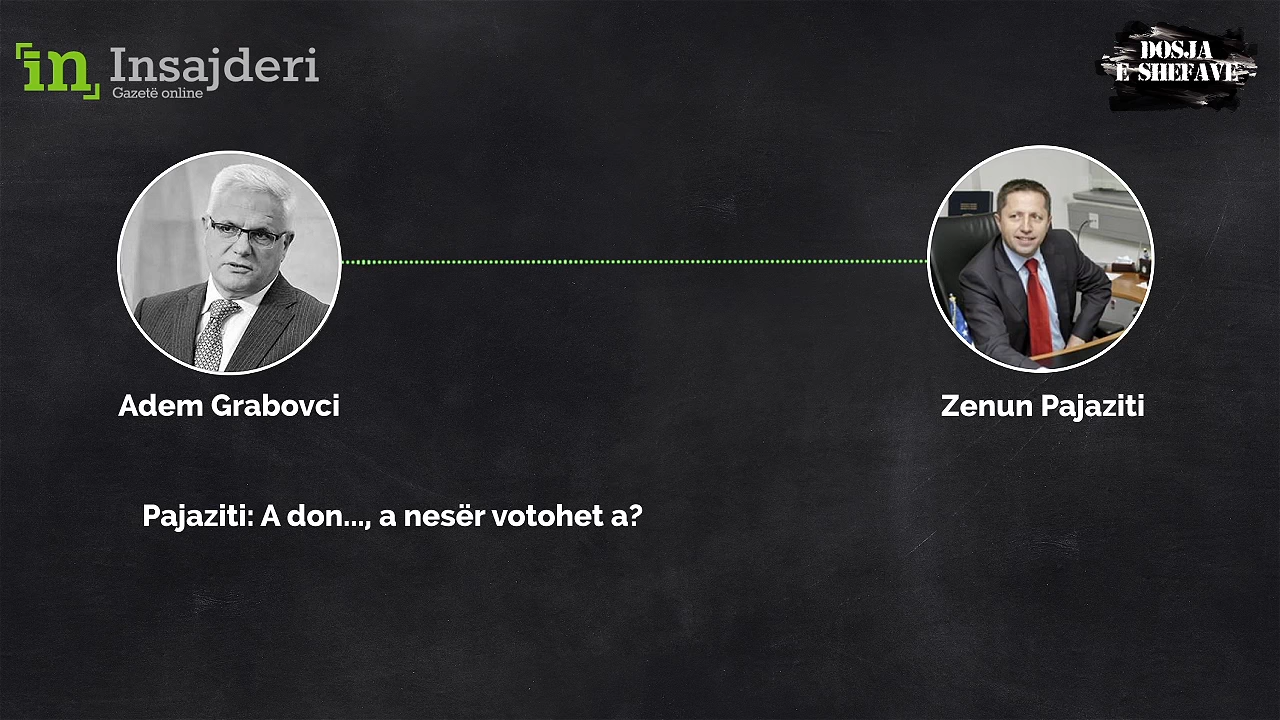 in Insajderi
Gazetë online
DOSJA
E SHEFAVE
Adem Grabovci
Zenun Pajaziti
Pajaziti: A don..., a nesër votohet a?